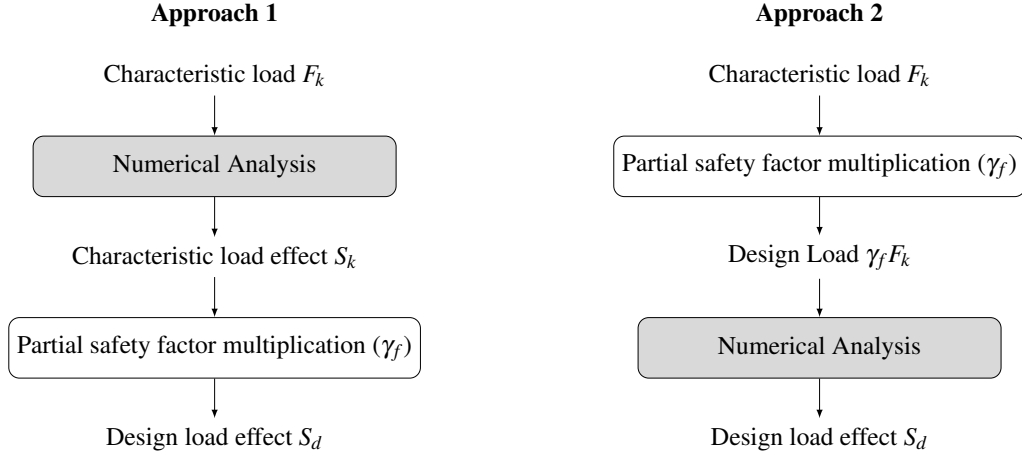 Approach 1
Characteristic load F_k
Numerical Analysis
Characteristic load effect S_k
Partial safety factor multiplication (γ_f)
Design load effect S_d
Approach 2
Characteristic load F_k
Partial safety factor multiplication (γ_f)
Design Load γ_f F_k
Numerical Analysis
Design load effect S_d